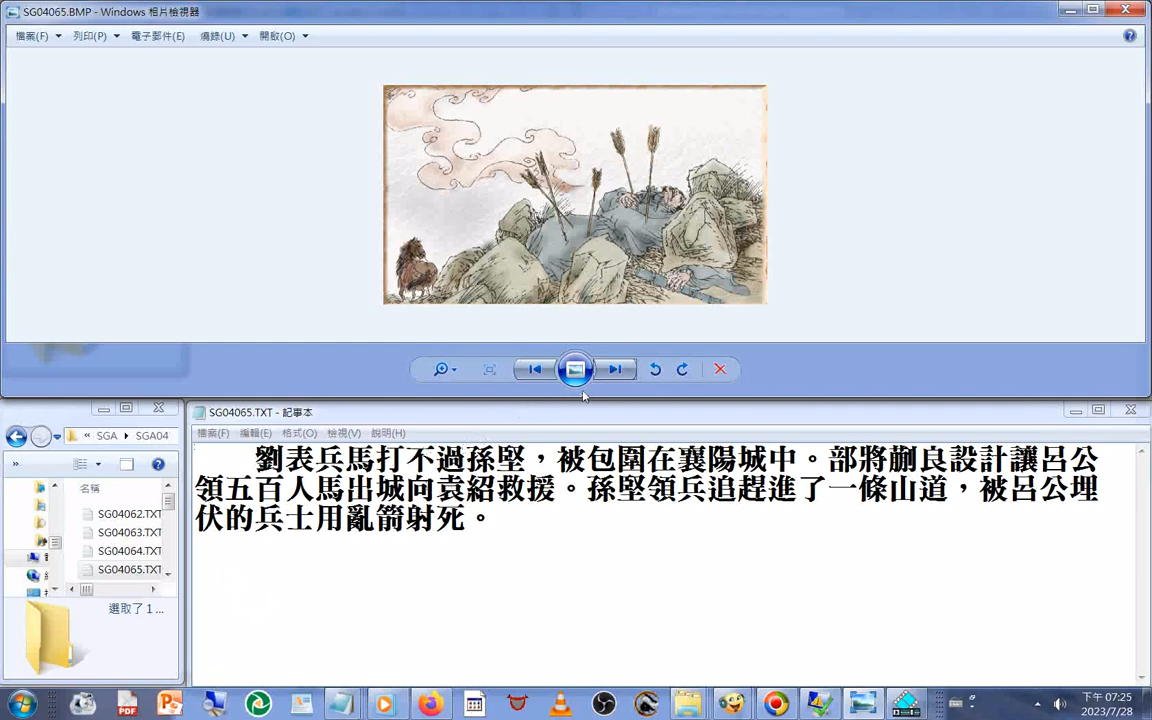 SG04065.BMP - Windows 相片檢視器
檔案(F) 列印(P) 電子郵件(E) 燒錄(U) 開啟(O)
« SGA SGA04
»
名稱
SG04062.TXT
SG04063.TXT
SG04064.TXT
SG04065.TXT
選取了 1 ...
SG04065.TXT - 記事本
檔案(F) 編輯(E) 格式(O) 檢視(V) 說明(H)
劉表兵馬打不過孫堅，被包圍在襄陽城中。部將蒯良設計讓呂公
領五百人馬出城向袁紹救援。孫堅領兵追趕進了一條山道，被呂公埋
伏的兵士用亂箭射死。
PDF
下午 07:25
2023/7/28